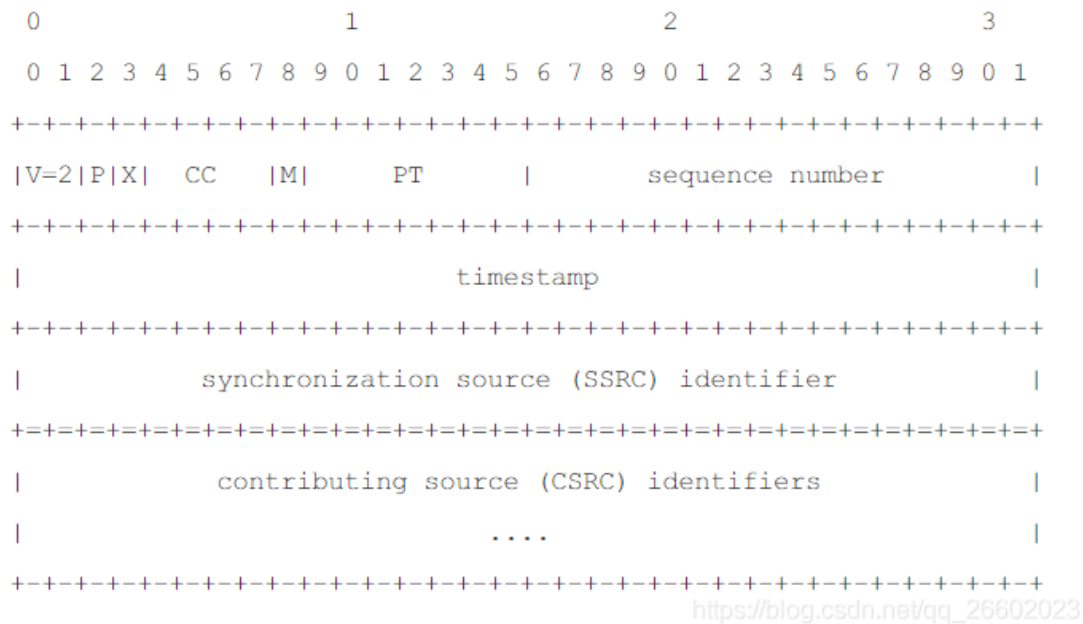 0                   1                   2                   3
0 1 2 3 4 5 6 7 8 9 0 1 2 3 4 5 6 7 8 9 0 1 2 3 4 5 6 7 8 9 0 1
+-+-+-+-+-+-+-+-+-+-+-+-+-+-+-+-+-+-+-+-+-+-+-+-+-+-+-+-+-+-+-+-+
|V=2|P|X|  CC   |M|     PT      |       sequence number         |
+-+-+-+-+-+-+-+-+-+-+-+-+-+-+-+-+-+-+-+-+-+-+-+-+-+-+-+-+-+-+-+-+
|                           timestamp                           |
+-+-+-+-+-+-+-+-+-+-+-+-+-+-+-+-+-+-+-+-+-+-+-+-+-+-+-+-+-+-+-+-+
|           synchronization source (SSRC) identifier            |
+=+=+=+=+=+=+=+=+=+=+=+=+=+=+=+=+=+=+=+=+=+=+=+=+=+=+=+=+=+=+=+=+
|            contributing source (CSRC) identifiers             |
|                             ....                              |
+-+-+-+-+-+-+-+-+-+-+-+-+-+-+-+-+-+-+-+-+-+-+-+-+-+-+-+-+-+-+-+-+
https://blog.csdn.net/qq_26602023